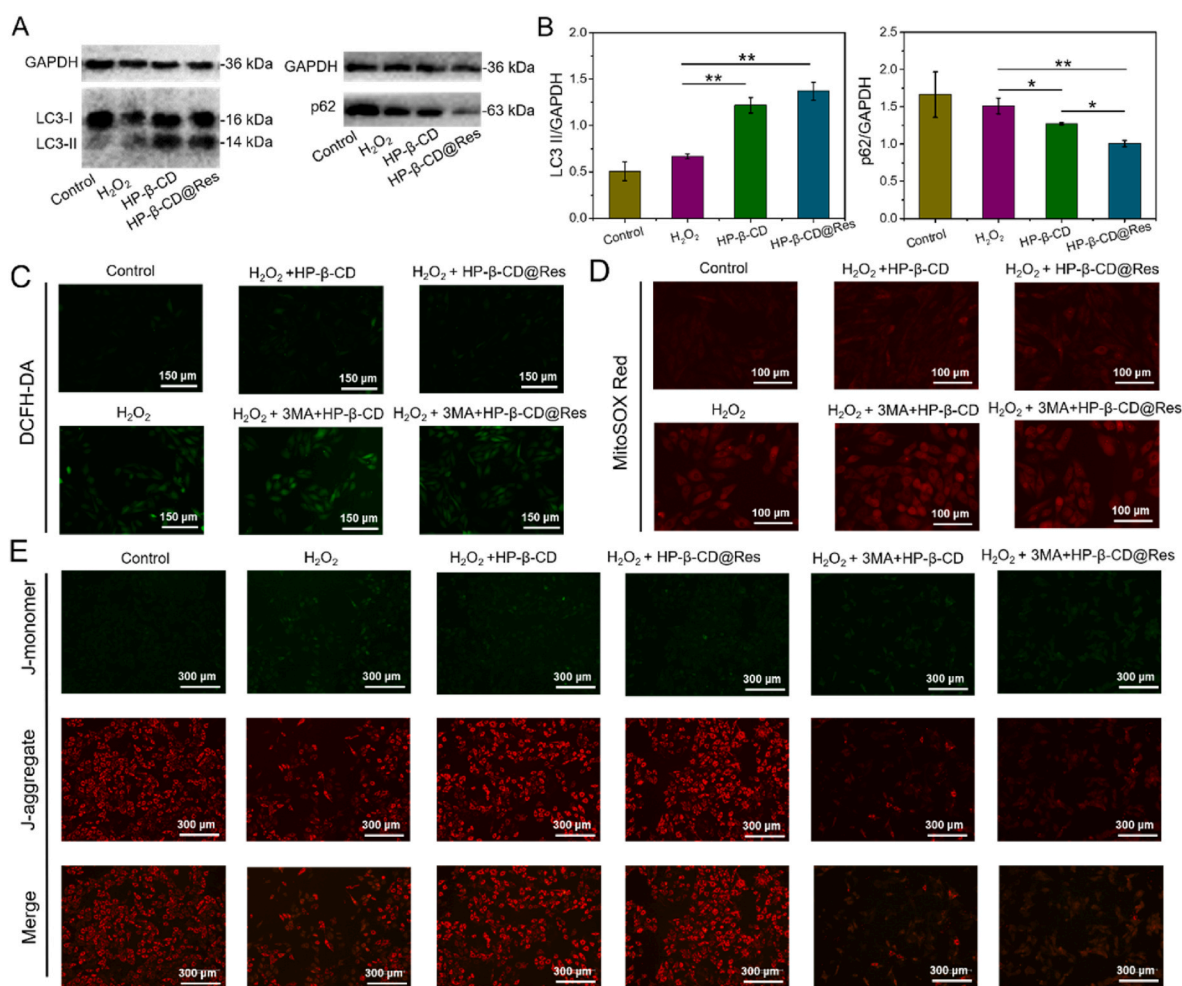 A
GAPDH
-36 kDa
LC3-I
-16 kDa
LC3-II
-14 kDa
Control
H₂O₂
HP-β-CD
HP-β-CD@Res
GAPDH
-36 kDa
p62
-63 kDa
Control
H₂O₂
HP-β-CD
HP-β-CD@Res
B
LC3 II/GAPDH
2.0
1.5
1.0
0.5
0.0
**
**
Control
H₂O₂
HP-β-CD
HP-β-CD@Res
p62/GAPDH
2.5
2.0
1.5
1.0
0.5
0.0
**
*
*
Control
H₂O₂
HP-β-CD
HP-β-CD@Res
C
DCFH-DA
Control
H₂O₂ +HP-β-CD
H₂O₂ + HP-β-CD@Res
150 µm
150 µm
150 µm
H₂O₂
H₂O₂ + 3MA+HP-β-CD
H₂O₂ + 3MA+HP-β-CD@Res
150 µm
150 µm
150 µm
D
MitoSOX Red
Control
H₂O₂ +HP-β-CD
H₂O₂ + HP-β-CD@Res
100 µm
100 µm
100 µm
H₂O₂
H₂O₂ + 3MA+HP-β-CD
H₂O₂ + 3MA+HP-β-CD@Res
100 µm
100 µm
100 µm
E
Control
H₂O₂
H₂O₂ +HP-β-CD
H₂O₂ + HP-β-CD@Res
H₂O₂ + 3MA+HP-β-CD
H₂O₂ + 3MA+HP-β-CD@Res
J-monomer
300 µm
300 µm
300 µm
300 µm
300 µm
300 µm
J-aggregate
300 µm
300 µm
300 µm
300 µm
300 µm
300 µm
Merge
300 µm
300 µm
300 µm
300 µm
300 µm
300 µm